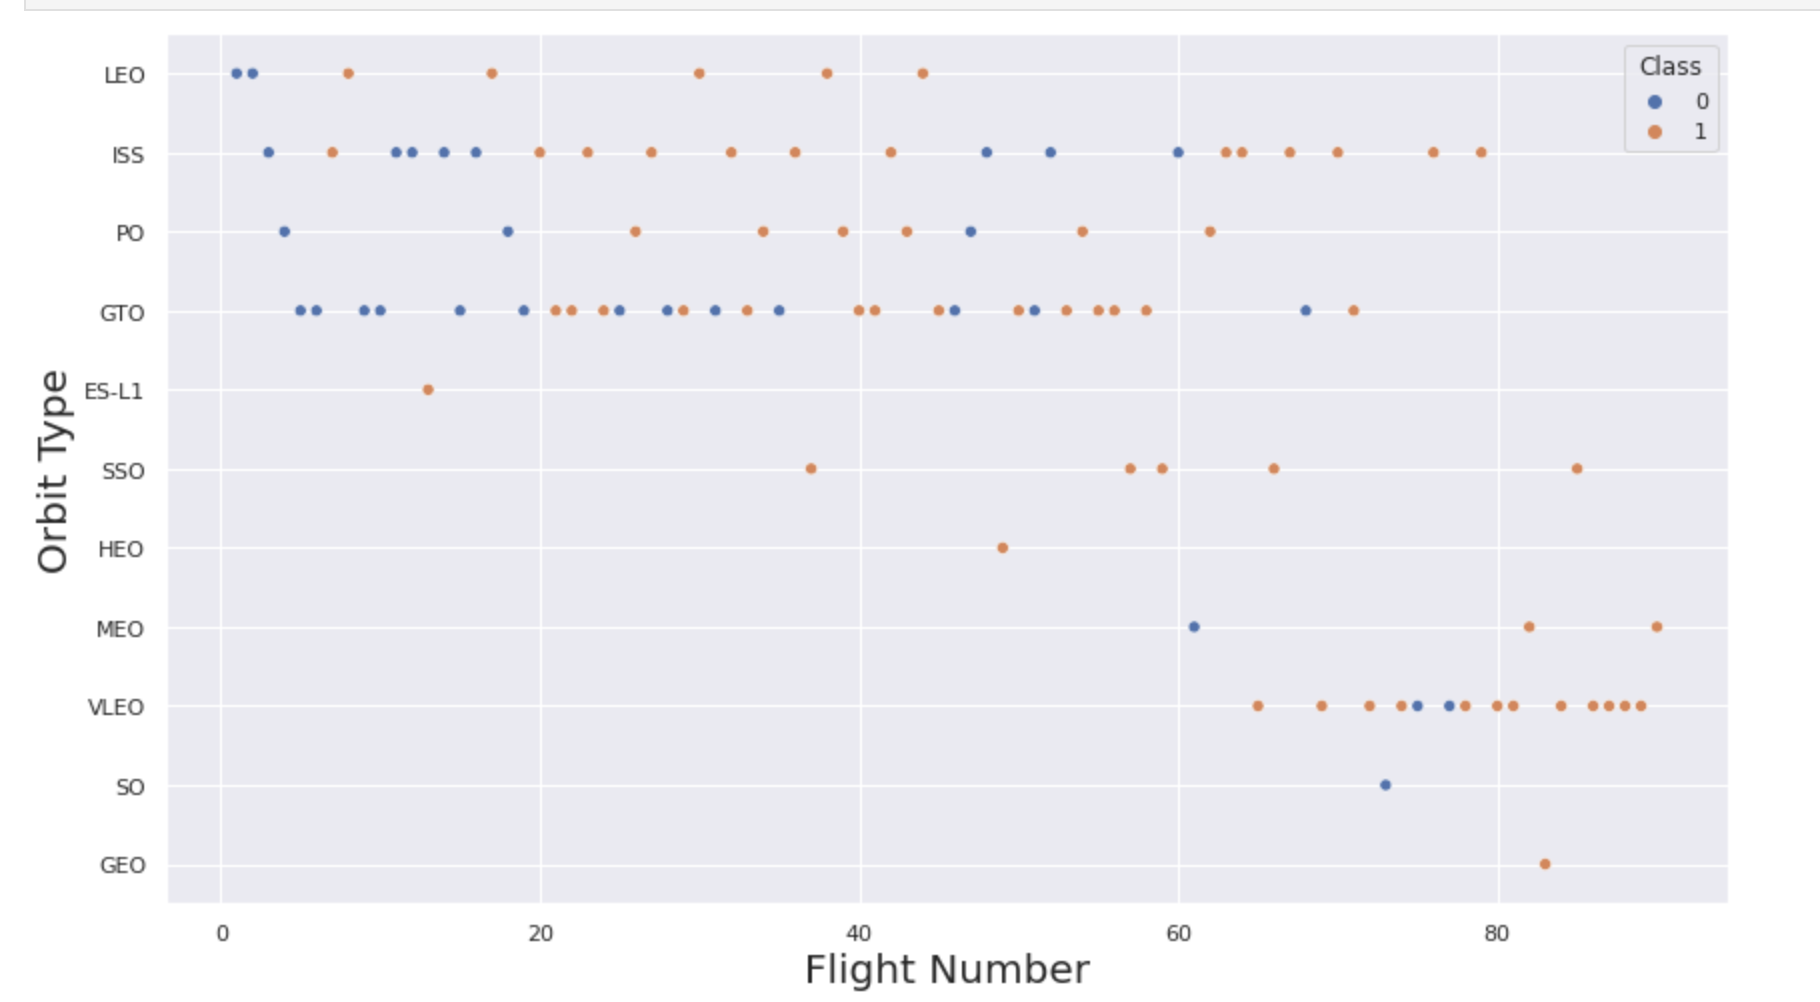 Class
0
1
LEO
ISS
PO
GTO
ES-L1
SSO
HEO
MEO
VLEO
SO
GEO
Orbit Type
0 20 40 60 80
Flight Number